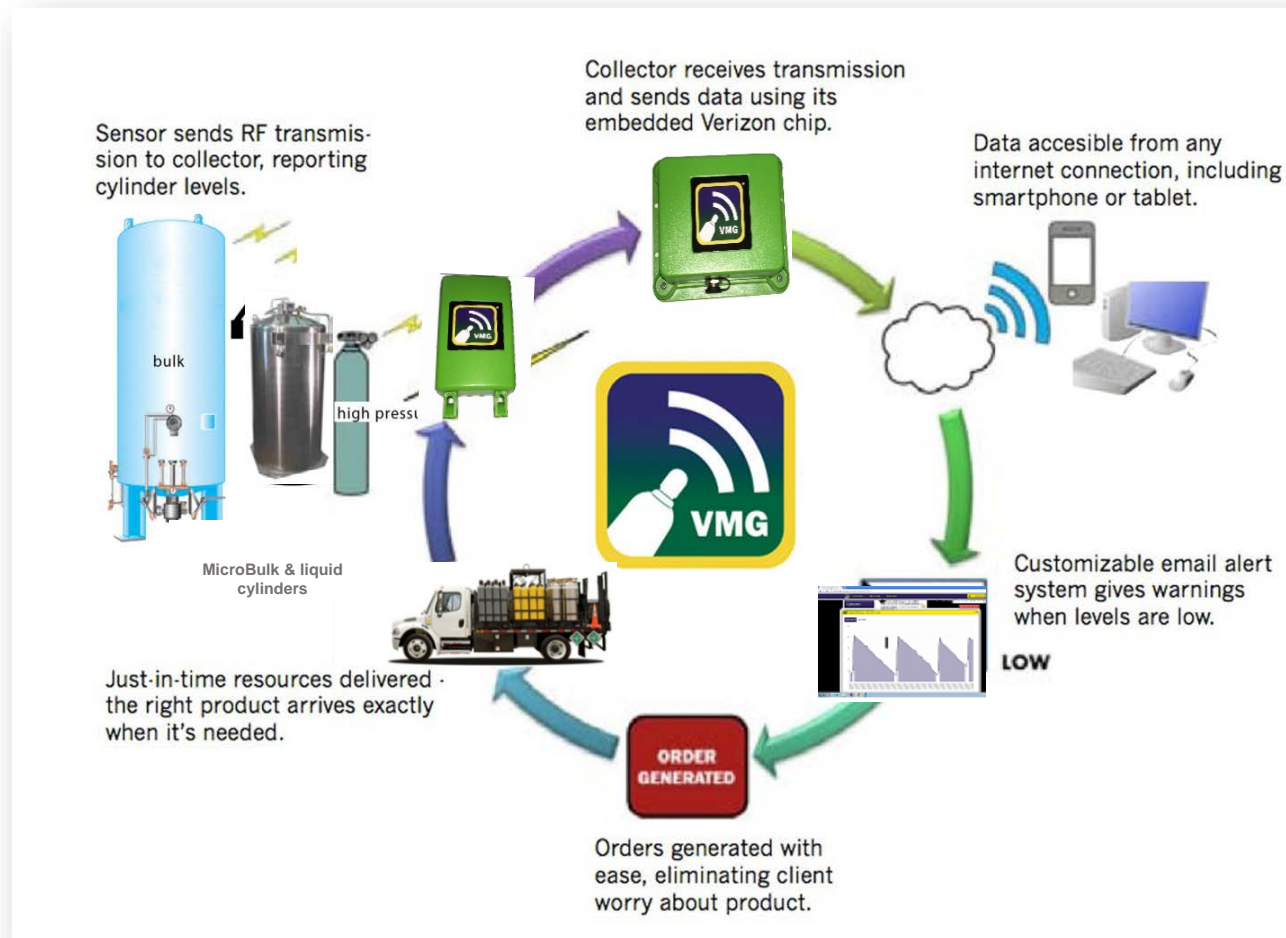 Collector receives transmission
and sends data using its
embedded Verizon chip.
Sensor sends RF transmis-
sion to collector, reporting
cylinder levels.
Data accesible from any
internet connection, including
smartphone or tablet.
VMG
VMG
bulk
high pressu
VMG
MicroBulk & liquid
cylinders
Customizable email alert
system gives warnings
when levels are low.
LOW
Just-in-time resources delivered -
the right product arrives exactly
when it's needed.
ORDER
GENERATED
Orders generated with
ease, eliminating client
worry about product.